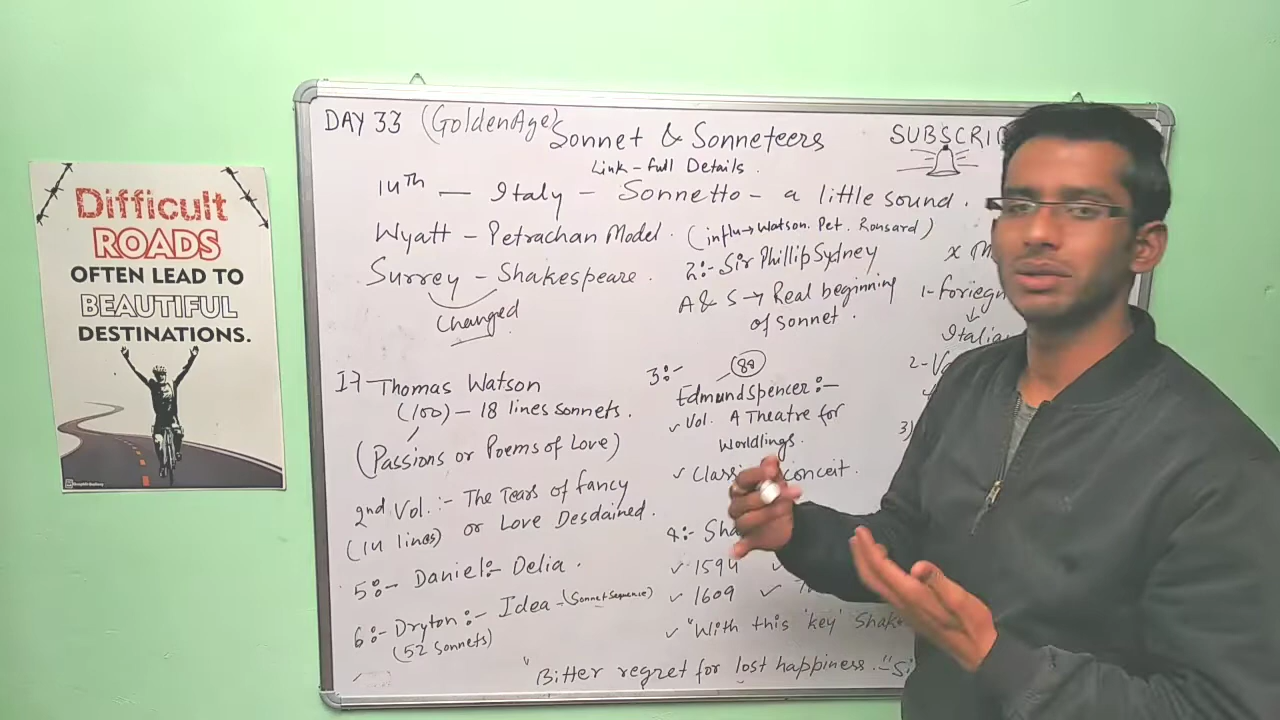 Difficult
ROADS
OFTEN LEAD TO
BEAUTIFUL
DESTINATIONS.
DAY 33 (Golden Age) Sonnet & Sonneteers
SUBSCRIB
Link - full Details.
14th — Italy - Sonnetto - a little sound.
Wyatt - Petrachan Model. (influ→ Watson. Pet. Ronsard)
Surrey - Shakespeare.
Changed
2:- Sir Phillip Sydney
A & S → Real beginning
of sonnet.
1- foriegn
Italian
2-
3)
Thomas Watson
(100) - 18 lines sonnets.
(Passions or Poems of Love)
2nd Vol. :- The Tears of fancy
(14 lines) or Love Desdained.
5:- Daniel:- Delia.
6:- Dryton:- Idea - (Sonnet Sequence)
(52 Sonnets)
3:-
88
Edmund Spencer:-
✓ Vol. A Theatre for
Worldlings.
✓ conceit.
4:- Sha
✓ 1594 ✓
✓ 1609 ✓
✓ "With this 'key' Shak
"Bitter regret for lost happiness."